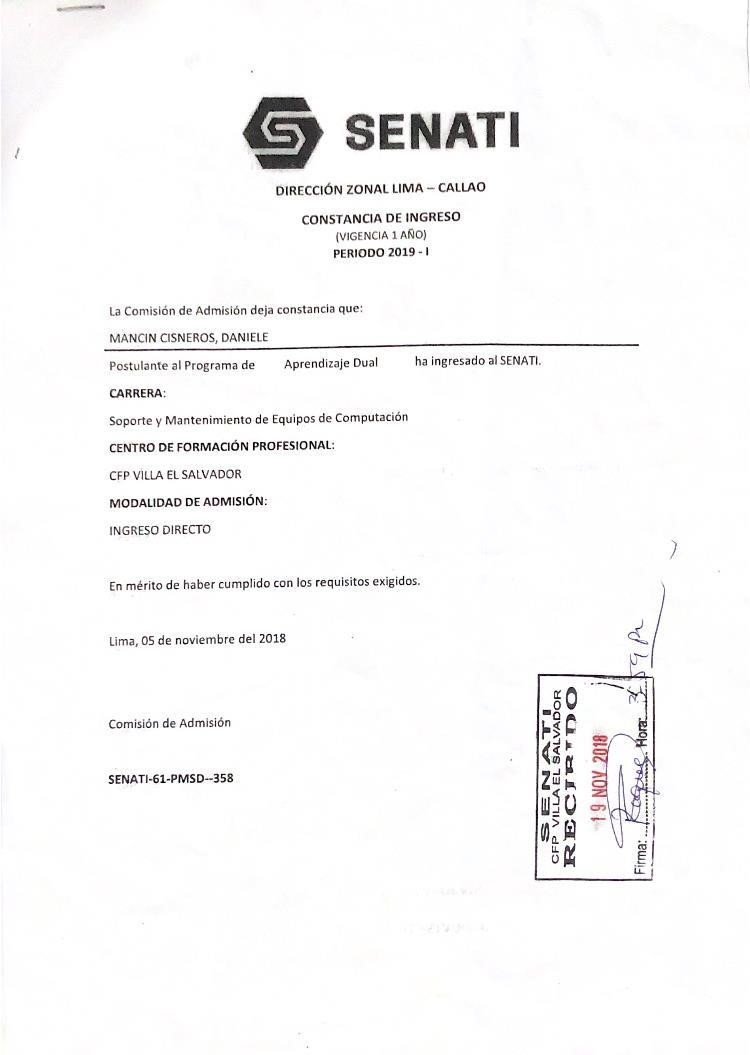 SENATI
DIRECCIÓN ZONAL LIMA – CALLAO
CONSTANCIA DE INGRESO
(VIGENCIA 1 AÑO)
PERIODO 2019 - I
La Comisión de Admisión deja constancia que:
MANCIN CISNEROS, DANIELE
Postulante al Programa de Aprendizaje Dual ha ingresado al SENATI.
CARRERA:
Soporte y Mantenimiento de Equipos de Computación
CENTRO DE FORMACIÓN PROFESIONAL:
CFP VILLA EL SALVADOR
MODALIDAD DE ADMISIÓN:
INGRESO DIRECTO
En mérito de haber cumplido con los requisitos exigidos.
Lima, 05 de noviembre del 2018
Comisión de Admisión
SENATI-61-PMSD--358
SENATI
CFP VILLA EL SALVADOR
RECIBIDO
19 NOV 2018
Firma: Hora: